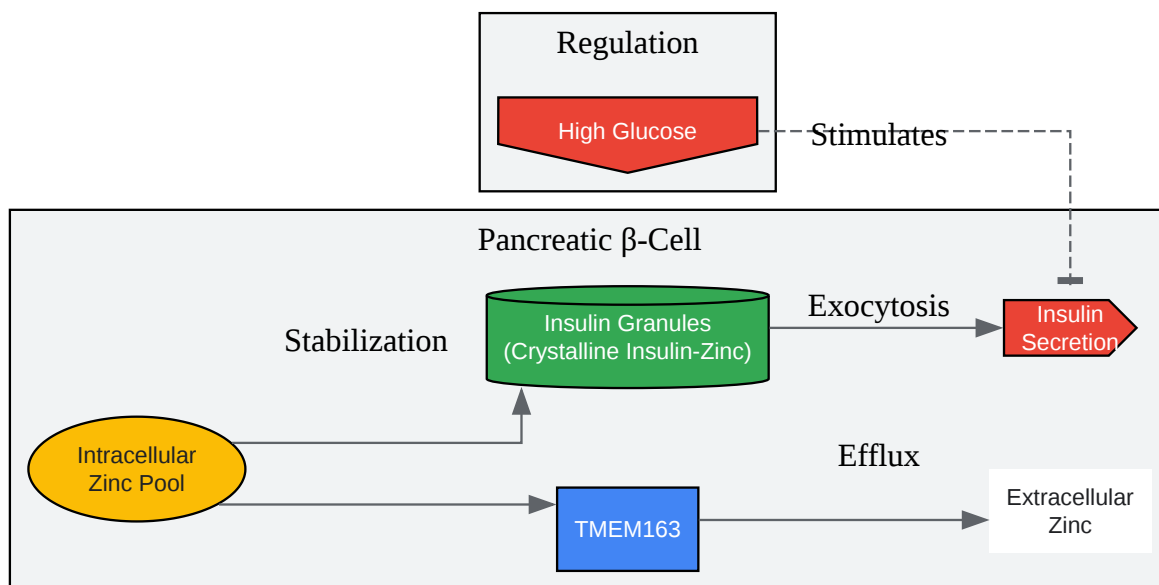 Regulation
High Glucose
Stimulates
Pancreatic β-Cell
Stabilization
Insulin Granules
(Crystalline Insulin-Zinc)
Exocytosis
Insulin
Secretion
Intracellular
Zinc Pool
TMEM163
Efflux
Extracellular
Zinc